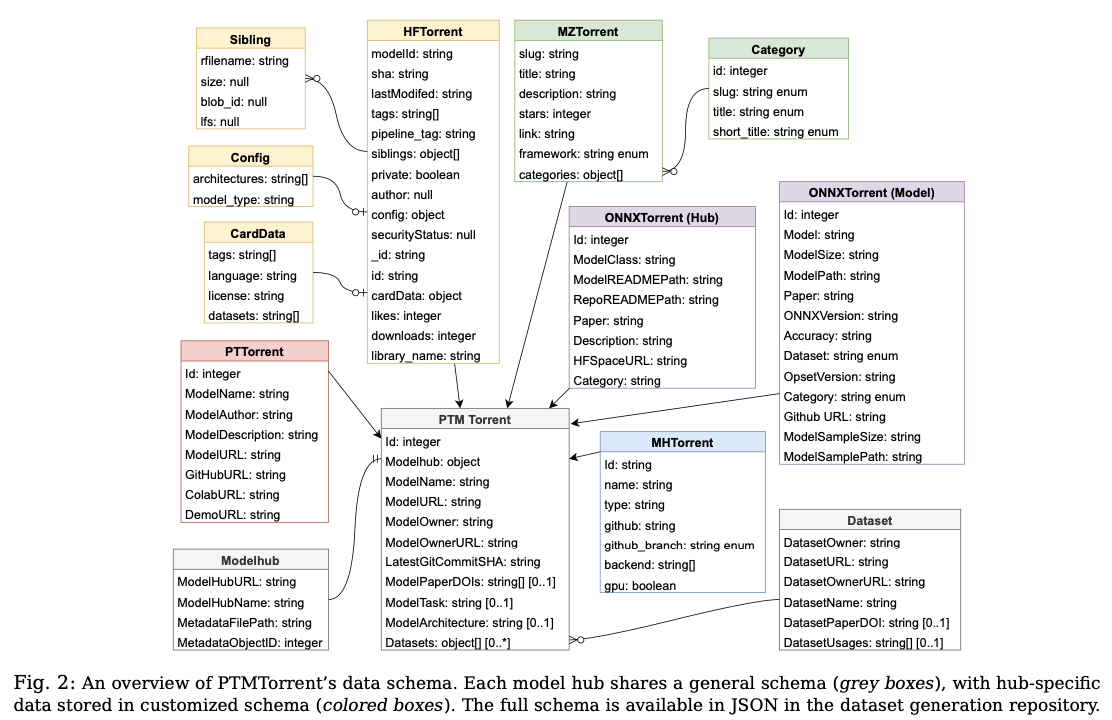 Sibling
rfilename: string
size: null
blob_id: null
lfs: null
HFTorrent
modelId: string
sha: string
lastModifed: string
tags: string[]
pipeline_tag: string
siblings: object[]
private: boolean
author: null
config: object
securityStatus: null
_id: string
id: string
cardData: object
likes: integer
downloads: integer
library_name: string
MZTorrent
slug: string
title: string
description: string
stars: integer
link: string
framework: string enum
categories: object[]
Category
id: integer
slug: string enum
title: string enum
short_title: string enum
Config
architectures: string[]
model_type: string
CardData
tags: string[]
language: string
license: string
datasets: string[]
ONNXTorrent (Hub)
Id: integer
ModelClass: string
ModelREADMEPath: string
RepoREADMEPath: string
Paper: string
Description: string
HFSpaceURL: string
Category: string
ONNXTorrent (Model)
Id: integer
Model: string
ModelSize: string
ModelPath: string
Paper: string
ONNXVersion: string
Accuracy: string
Dataset: string enum
OpsetVersion: string
Category: string enum
Github URL: string
ModelSampleSize: string
ModelSamplePath: string
PTTorrent
Id: integer
ModelName: string
ModelAuthor: string
ModelDescription: string
ModelURL: string
GitHubURL: string
ColabURL: string
DemoURL: string
PTM Torrent
Id: integer
Modelhub: object
ModelName: string
ModelURL: string
ModelOwner: string
ModelOwnerURL: string
LatestGitCommitSHA: string
ModelPaperDOIs: string[] [0..1]
ModelTask: string [0..1]
ModelArchitecture: string [0..1]
Datasets: object[] [0..*]
MHTorrent
Id: string
name: string
type: string
github: string
github_branch: string enum
backend: string[]
gpu: boolean
Modelhub
ModelHubURL: string
ModelHubName: string
MetadataFilePath: string
MetadataObjectID: integer
Dataset
DatasetOwner: string
DatasetURL: string
DatasetOwnerURL: string
DatasetName: string
DatasetPaperDOI: string [0..1]
DatasetUsages: string[] [0..1]
Fig. 2: An overview of PTMTorrent's data schema. Each model hub shares a general schema (grey boxes), with hub-specific
data stored in customized schema (colored boxes). The full schema is available in JSON in the dataset generation repository.